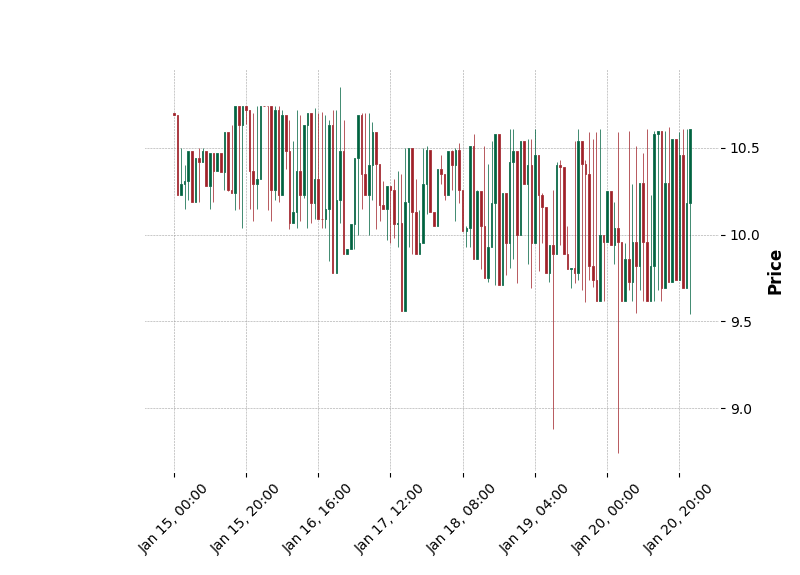 10.5
10.0
9.5
9.0
Price
Jan 15, 00:00
Jan 15, 20:00
Jan 16, 16:00
Jan 17, 12:00
Jan 18, 08:00
Jan 19, 04:00
Jan 20, 00:00
Jan 20, 20:00